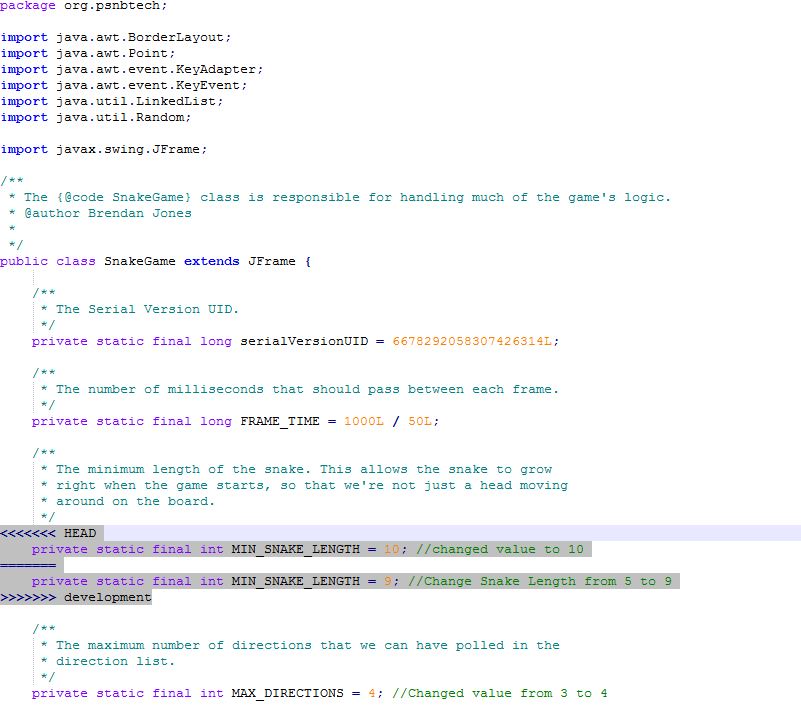 package org.psnbtech;
import java.awt.BorderLayout;
import java.awt.Point;
import java.awt.event.KeyAdapter;
import java.awt.event.KeyEvent;
import java.util.LinkedList;
import java.util.Random;
import javax.swing.JFrame;
/**
 * The {@code SnakeGame} class is responsible for handling much of the game's logic.
 * @author Brendan Jones
 *
 */
public class SnakeGame extends JFrame {
    /**
     * The Serial Version UID.
     */
    private static final long serialVersionUID = 6678292058307426314L;
    /**
     * The number of milliseconds that should pass between each frame.
     */
    private static final long FRAME_TIME = 1000L / 50L;
    /**
     * The minimum length of the snake. This allows the snake to grow
     * right when the game starts, so that we're not just a head moving
     * around on the board.
     */
<<<<<<< HEAD
    private static final int MIN_SNAKE_LENGTH = 10; //changed value to 10
=======
    private static final int MIN_SNAKE_LENGTH = 9; //Change Snake Length from 5 to 9
>>>>>>> development
    /**
     * The maximum number of directions that we can have polled in the
     * direction list.
     */
    private static final int MAX_DIRECTIONS = 4; //Changed value from 3 to 4